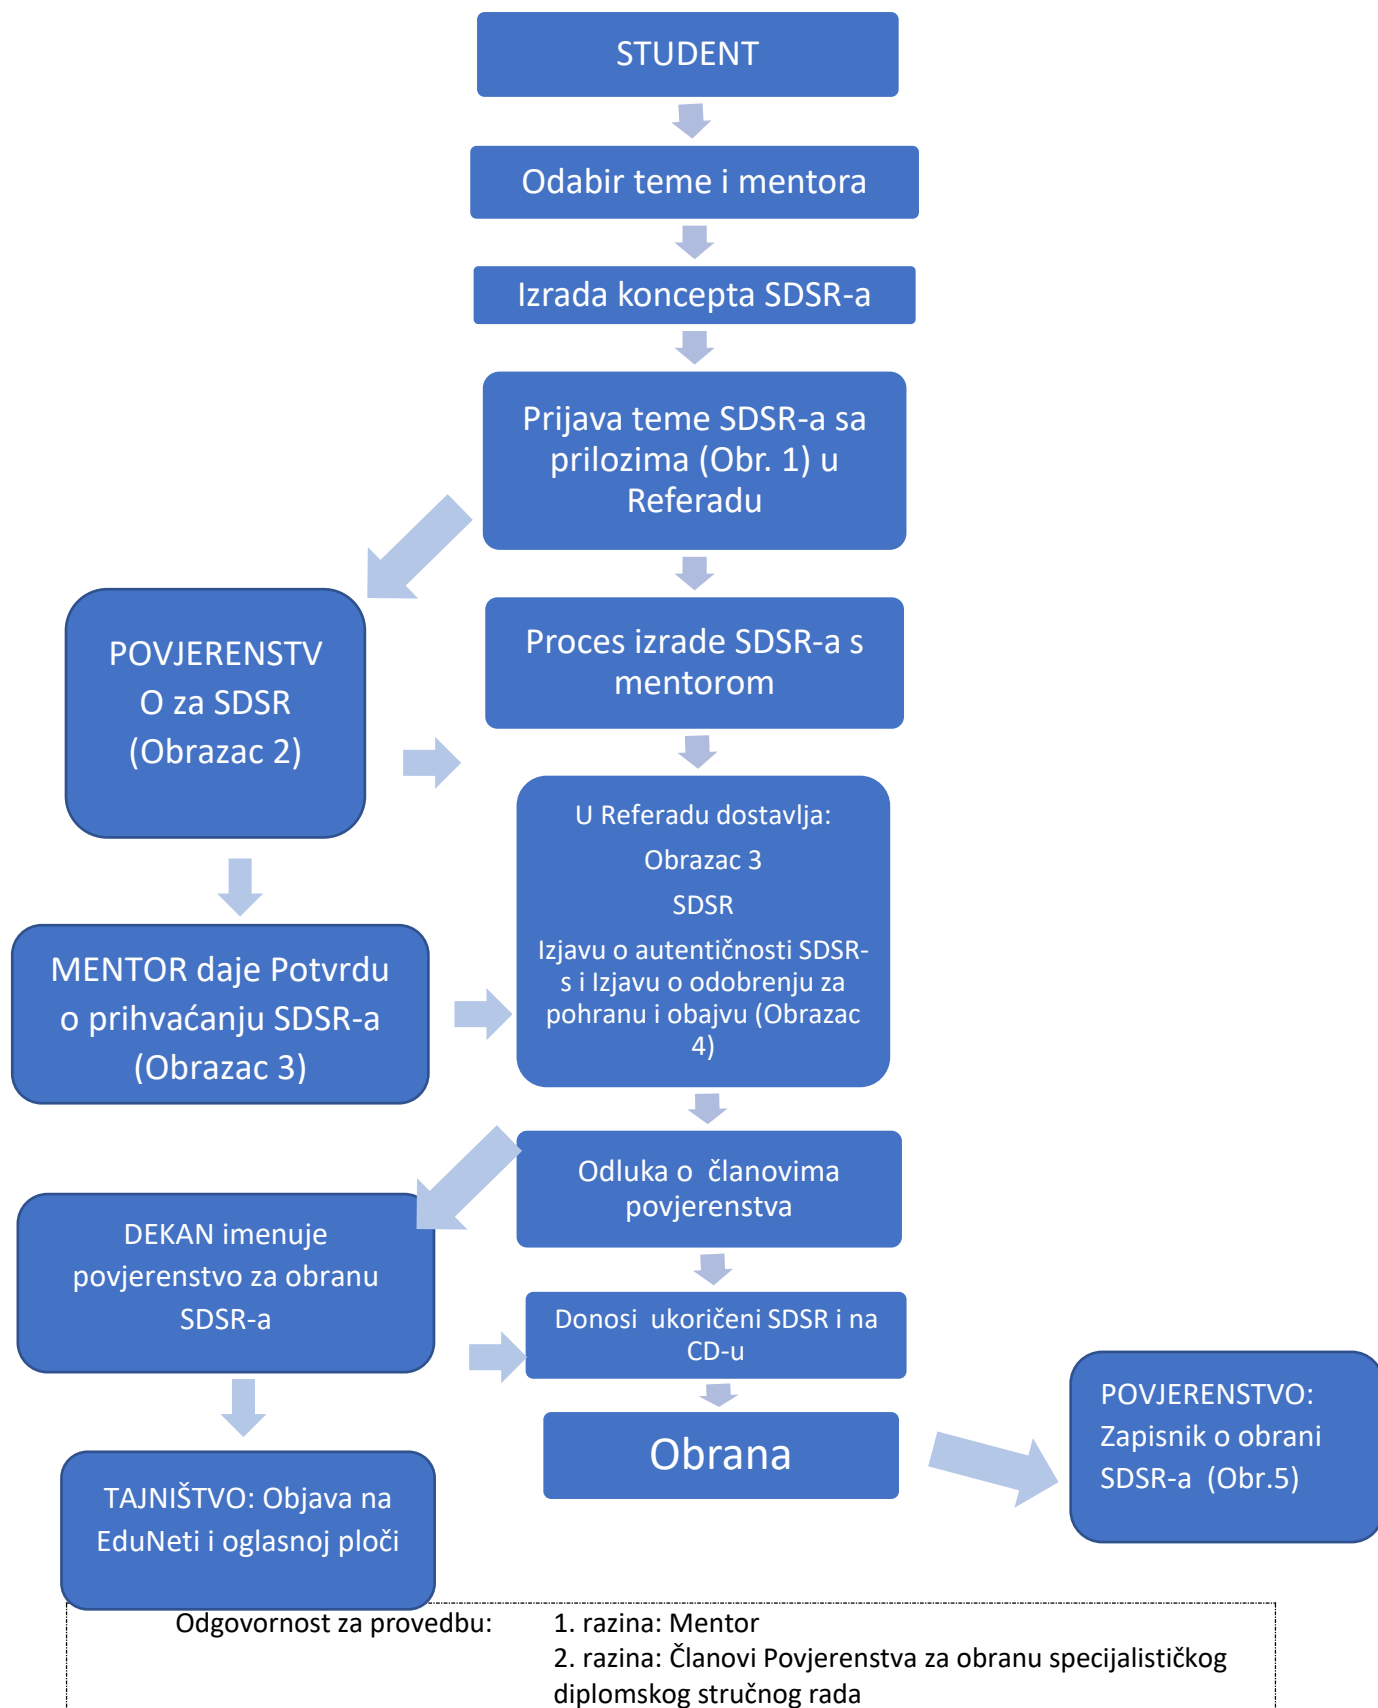 STUDENT
Odabir teme i mentora
Izrada koncepta SDSR-a
Prijava teme SDSR-a sa
prilozima (Obr. 1) u
Referadu
POVJERENSTV
O za SDSR
(Obrazac 2)
Proces izrade SDSR-a s
mentorom
MENTOR daje Potvrdu
o prihvaćanju SDSR-a
(Obrazac 3)
U Referadu dostavlja:
Obrazac 3
SDSR
Izjavu o autentičnosti SDSR-
s i Izjavu o odobrenju za
pohranu i obajvu (Obrazac
4)
Odluka o  članovima
povjerenstva
DEKAN imenuje
povjerenstvo za obranu
SDSR-a
Donosi  ukoričeni SDSR i na
CD-u
TAJNIŠTVO: Objava na
EduNeti i oglasnoj ploči
Obrana
POVJERENSTVO:
Zapisnik o obrani
SDSR-a  (Obr.5)
Odgovornost za provedbu: 1. razina: Mentor
2. razina: Članovi Povjerenstva za obranu specijalističkog
diplomskog stručnog rada